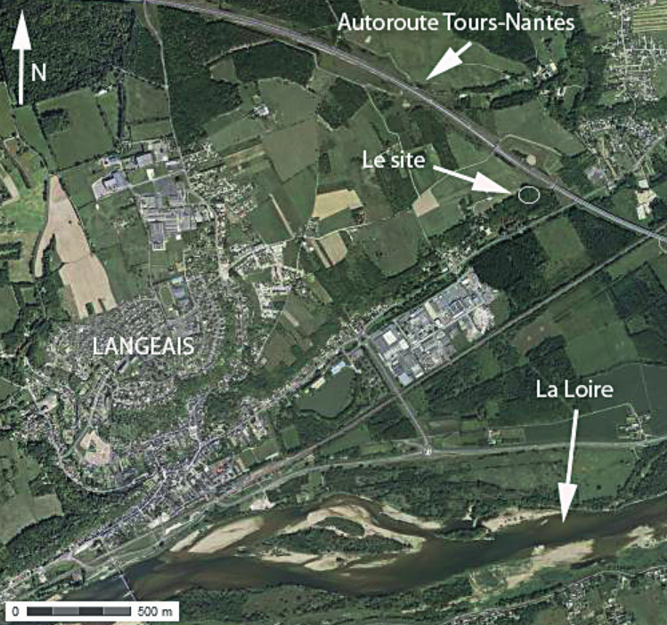 Autoroute Tours-Nantes
N
Le site
LANGEAIS
La Loire
0 500 m